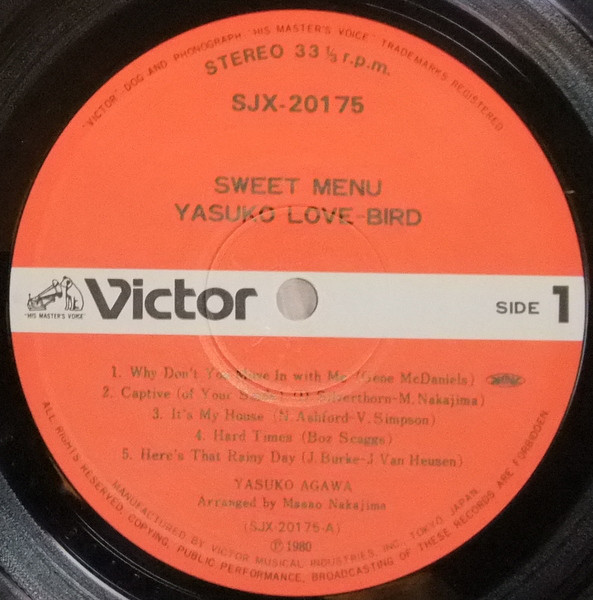 "VICTOR", DOG AND PHONOGRAPH "HIS MASTER'S VOICE" TRADEMARKS REGISTERED
STEREO 33 ⅓ r.p.m.
SJX-20175
SWEET MENU
YASUKO LOVE-BIRD
"HIS MASTER'S VOICE"
Victor
SIDE 1
1. Why Don't You Move In with Me (Gene McDaniels)
2. Captive (of Your Smile) (D. Silverthorn-M. Nakajima)
3. It's My House (N. Ashford-V. Simpson)
4. Hard Times (Boz Scaggs)
5. Here's That Rainy Day (J. Burke-J. Van Heusen)
YASUKO AGAWA
Arranged by Masao Nakajima
(SJX-20175-A)
Ⓟ 1980
MANUFACTURED BY VICTOR MUSICAL INDUSTRIES, INC., TOKYO, JAPAN.
ALL RIGHTS RESERVED. COPYING, PUBLIC PERFORMANCE, BROADCASTING OF THESE RECORDS ARE FORBIDDEN.